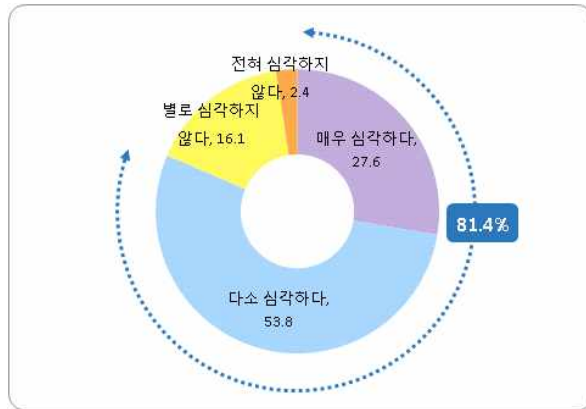 전혀 심각하지
않다, 2.4
별로 심각하지
않다, 16.1
매우 심각하다,
27.6
81.4%
다소 심각하다,
53.8